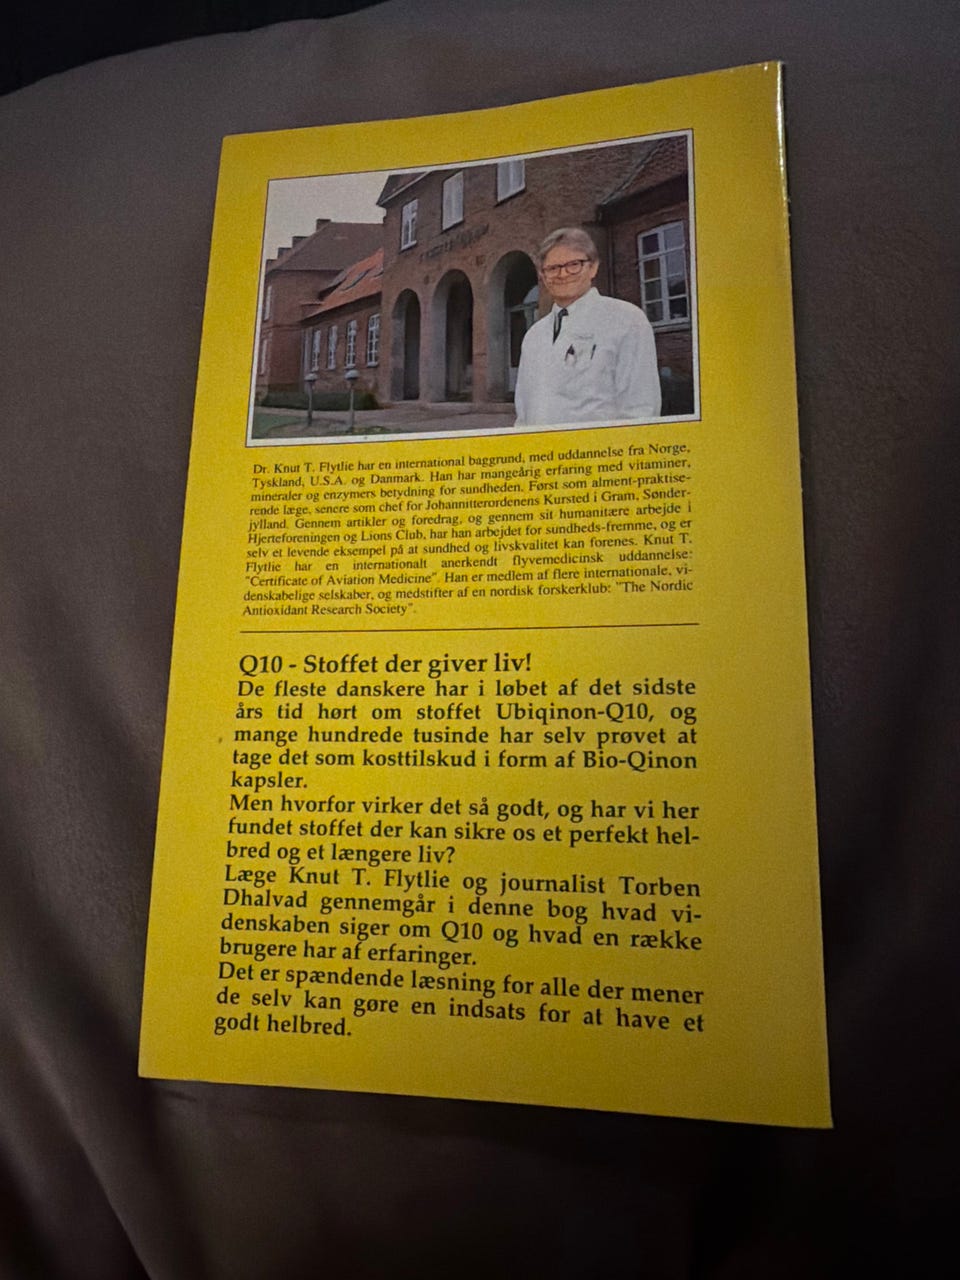 Dr. Knut T. Flytlie har en international baggrund, med uddannelse fra Norge,
Tyskland, U.S.A. og Danmark. Han har mangeårig erfaring med vitaminer,
mineraler og enzymers betydning for sundheden. Først som alment-praktise-
rende læge, senere som chef for Johannitterordenens Kursted i Gram, Sønder-
jylland. Gennem artikler og foredrag, og gennem sit humanitære arbejde i
Hjerteforeningen og Lions Club, har han arbejdet for sundheds-fremme, og er
selv et levende eksempel på at sundhed og livskvalitet kan forenes. Knut T.
Flytlie har en internationalt anerkendt flyvemedicinsk uddannelse:
"Certificate of Aviation Medicine". Han er medlem af flere internationale, vi-
denskabelige selskaber, og medstifter af en nordisk forskerklub: "The Nordic
Antioxidant Research Society".
Q10 - Stoffet der giver liv!
De fleste danskere har i løbet af det sidste
års tid hørt om stoffet Ubiqinon-Q10, og
mange hundrede tusinde har selv prøvet at
tage det som kosttilskud i form af Bio-Qinon
kapsler.
Men hvorfor virker det så godt, og har vi her
fundet stoffet der kan sikre os et perfekt hel-
bred og et længere liv?
Læge Knut T. Flytlie og journalist Torben
Dhalvad gennemgår i denne bog hvad vi-
denskaben siger om Q10 og hvad en række
brugere har af erfaringer.
Det er spændende læsning for alle der mener
de selv kan gøre en indsats for at have et
godt helbred.